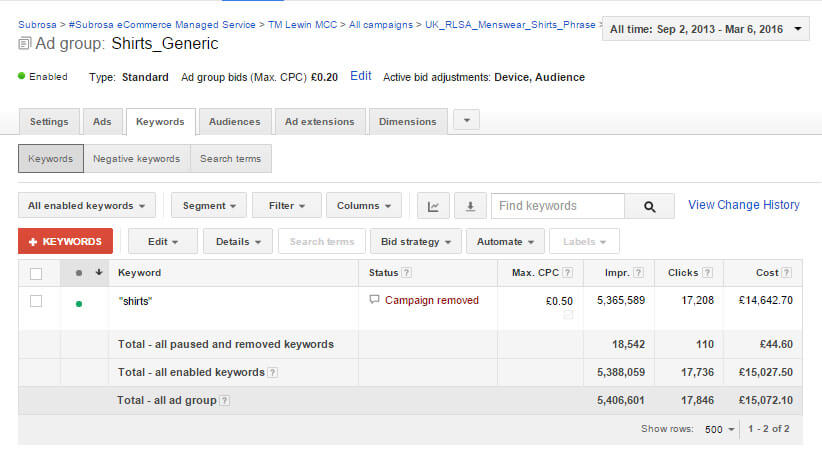 Subrosa > #Subrosa eCommerce Managed Service > TM Lewin MCC > All campaigns > UK_RLSA_Menswear_Shirts_Phrase >
All time: Sep 2, 2013 - Mar 6, 2016
Ad group: Shirts_Generic
Enabled Type: Standard Ad group bids (Max. CPC) £0.20 Edit Active bid adjustments: Device, Audience
Settings Ads Keywords Audiences Ad extensions Dimensions
Keywords Negative keywords Search terms
All enabled keywords Segment Filter Columns Find keywords View Change History
+ KEYWORDS Edit Details Search terms Bid strategy Automate Labels
Keyword Status ? Max. CPC ? Impr. ? Clicks ? Cost ?
"shirts" Campaign removed £0.50 5,365,589 17,208 £14,642.70
Total - all paused and removed keywords 18,542 110 £44.60
Total - all enabled keywords ? 5,388,059 17,736 £15,027.50
Total - all ad group ? 5,406,601 17,846 £15,072.10
Show rows: 500 1 - 2 of 2